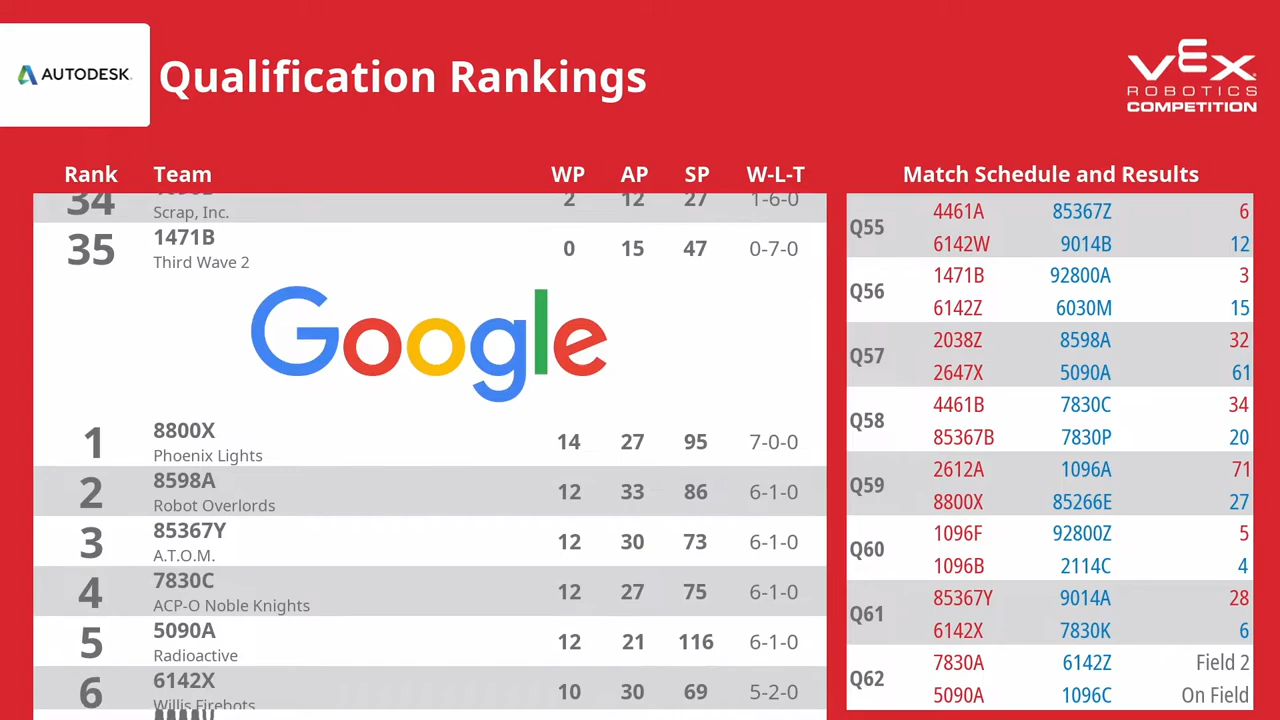 AUTODESK.
Qualification Rankings
VEX
ROBOTICS
COMPETITION
Rank Team WP AP SP W-L-T
34 Scrap, Inc. 2 12 27 1-6-0
35 1471B 0 15 47 0-7-0
Third Wave 2
Google
1 8800X 14 27 95 7-0-0
Phoenix Lights
2 8598A 12 33 86 6-1-0
Robot Overlords
3 85367Y 12 30 73 6-1-0
A.T.O.M.
4 7830C 12 27 75 6-1-0
ACP-O Noble Knights
5 5090A 12 21 116 6-1-0
Radioactive
6 6142X 10 30 69 5-2-0
Willis Firebots
Match Schedule and Results
Q55 4461A 85367Z 6
6142W 9014B 12
Q56 1471B 92800A 3
6142Z 6030M 15
Q57 2038Z 8598A 32
2647X 5090A 61
Q58 4461B 7830C 34
85367B 7830P 20
Q59 2612A 1096A 71
8800X 85266E 27
Q60 1096F 92800Z 5
1096B 2114C 4
Q61 85367Y 9014A 28
6142X 7830K 6
Q62 7830A 6142Z Field 2
5090A 1096C On Field